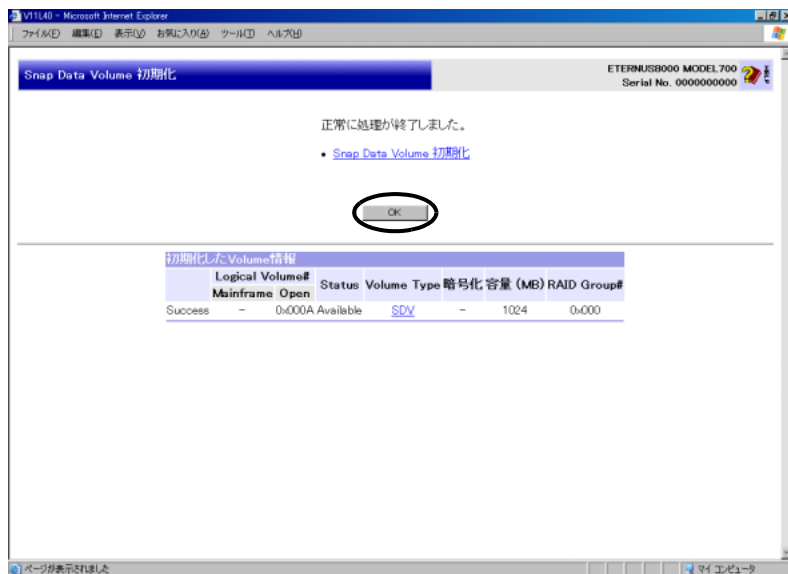 V11L40 - Microsoft Internet Explorer
ファイル(F) 編集(E) 表示(V) お気に入り(A) ツール(T) ヘルプ(H)
Snap Data Volume 初期化
ETERNUS8000 MODEL700
Serial No. 0000000000
正常に処理が終了しました。
• Snap Data Volume 初期化
OK
初期化したVolume情報
Logical Volume# Status Volume Type 暗号化 容量 (MB) RAID Group#
Mainframe Open
Success - 0x000A Available SDV - 1024 0x000
ページが表示されました
マイ コンピュータ